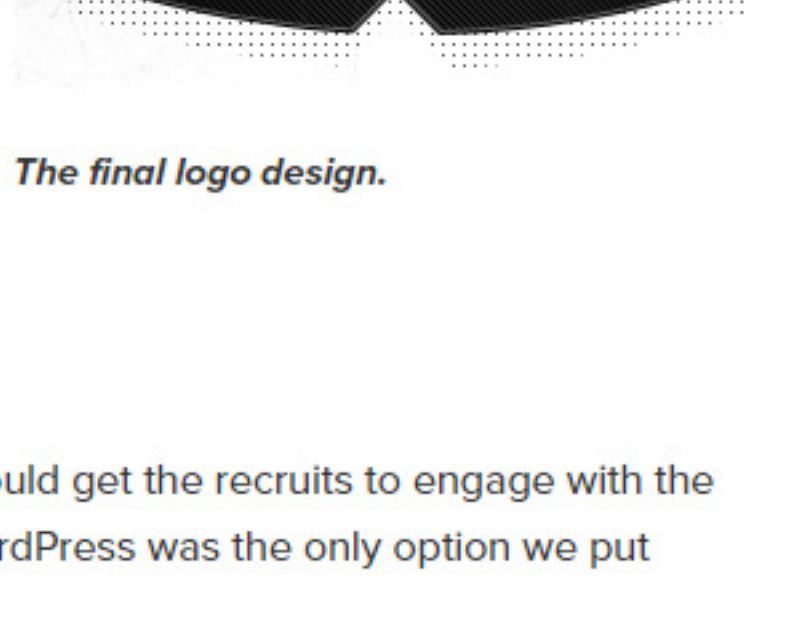 The final logo design.
uld get the recruits to engage with the
rdPress was the only option we put